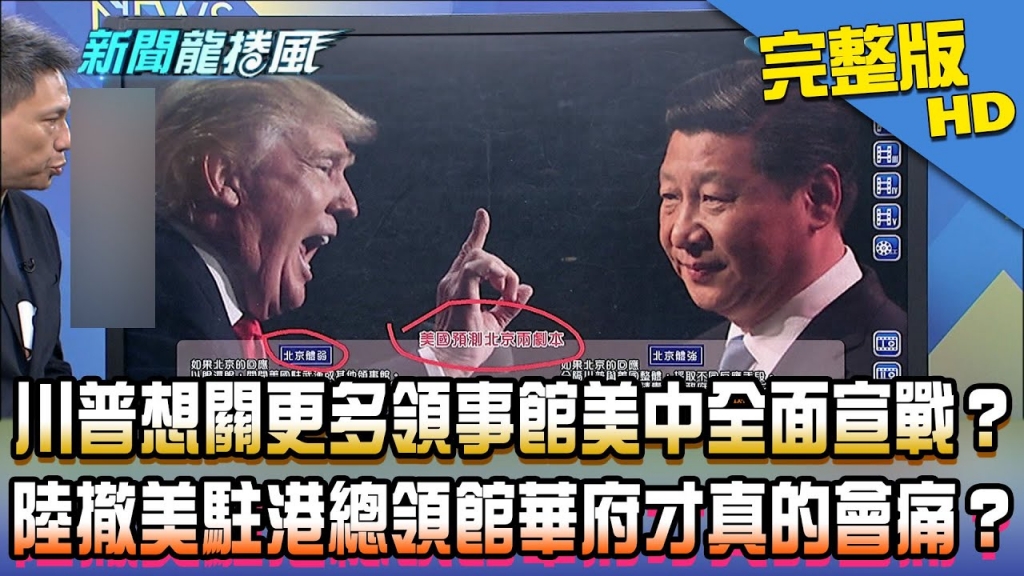 NEWS
新聞龍捲風
完整版
HD
美國預測北京兩劇本
北京體弱
北京體強
如果北京的回應
如果北京的回應
川普想關更多領事館美中全面宣戰？
陸撤美駐港總領館華府才真的會痛？